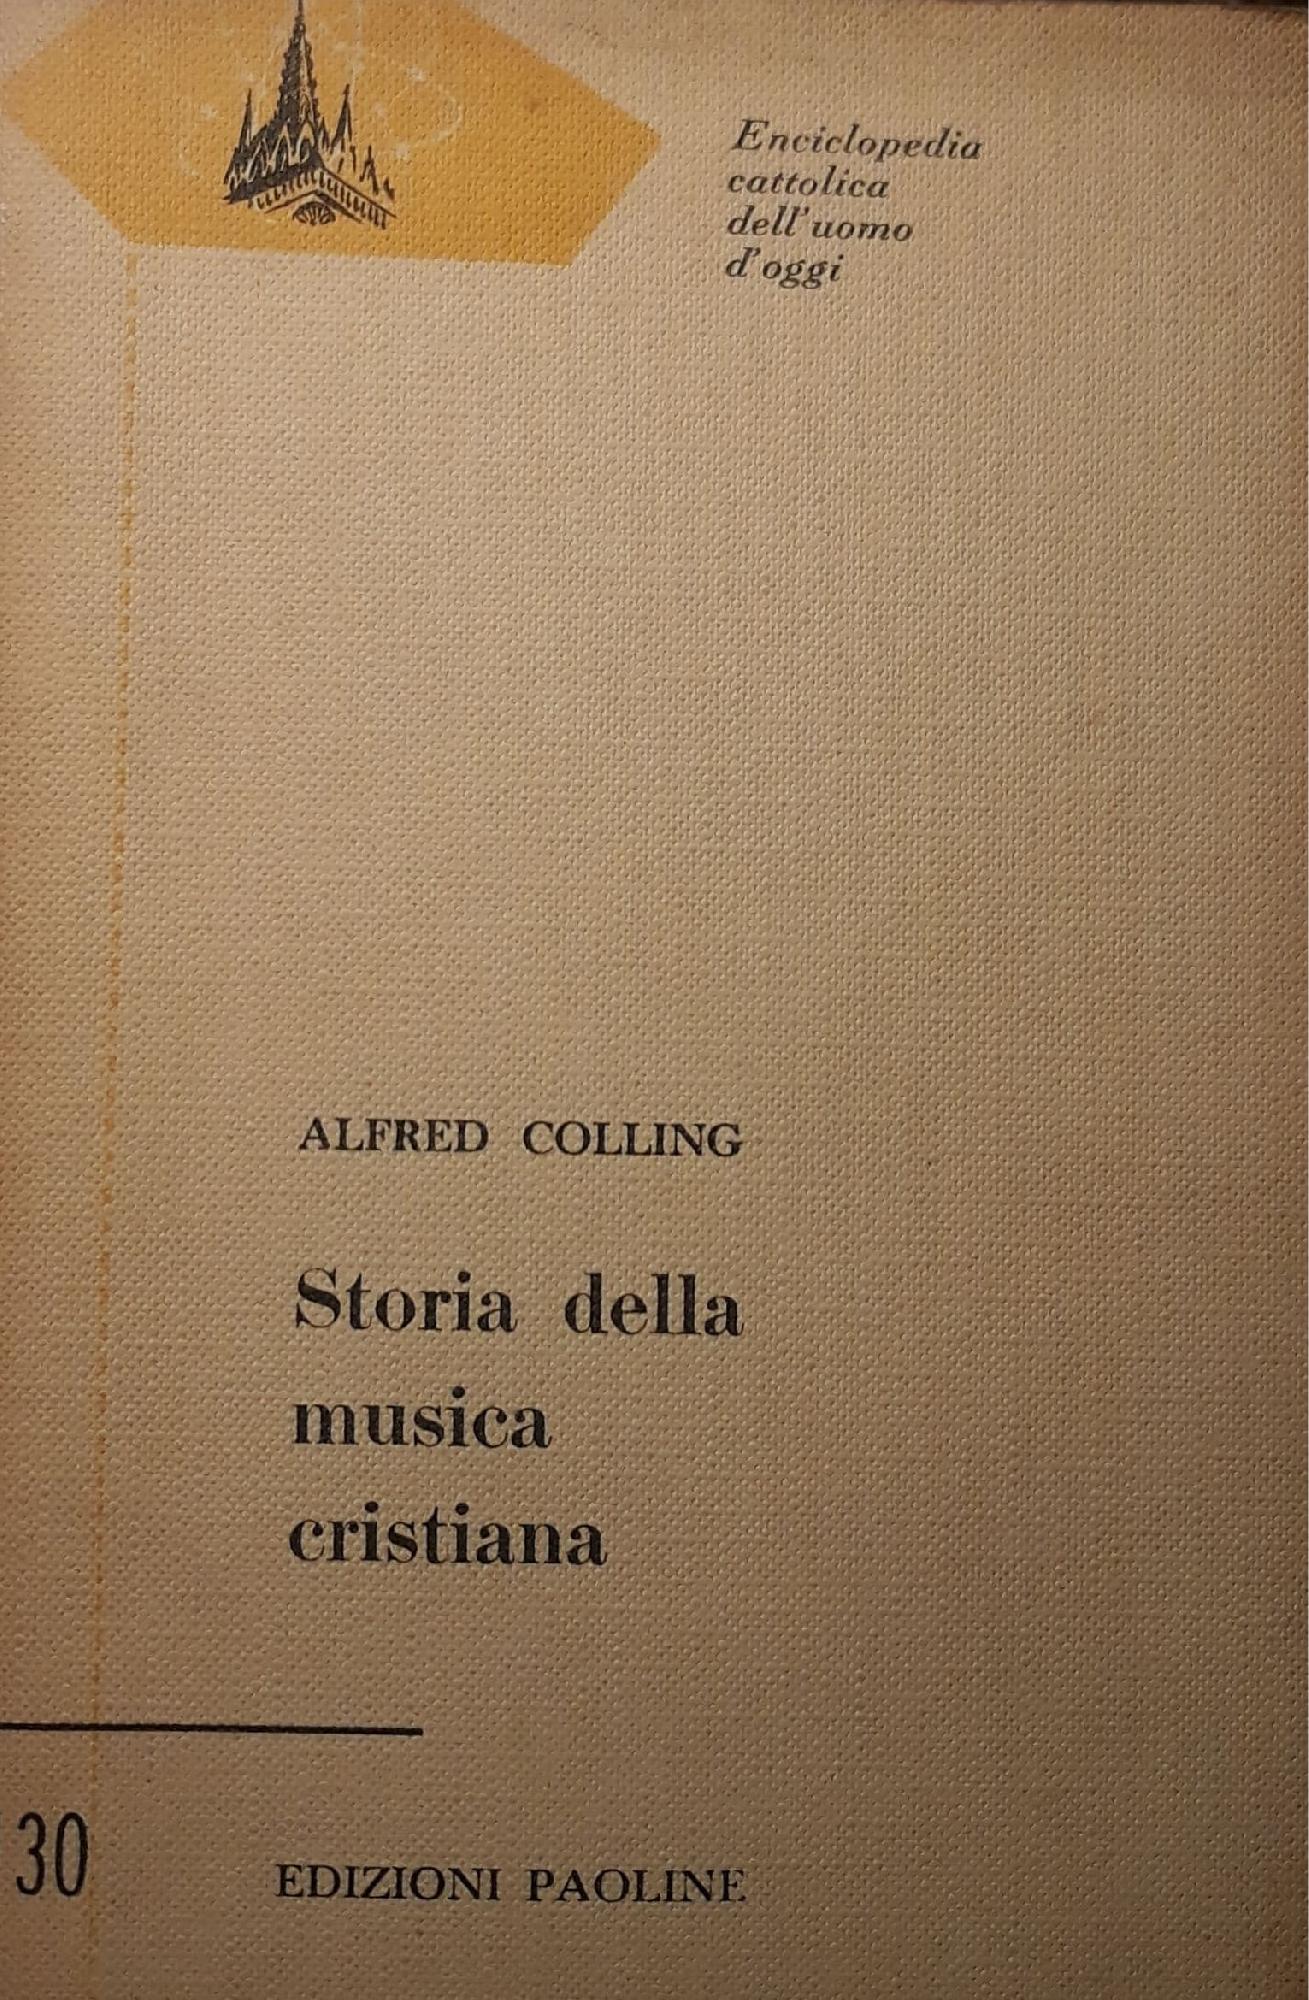 Enciclopedia
cattolica
dell'uomo
d'oggi
ALFRED COLLING
Storia della
musica
cristiana
30
EDIZIONI PAOLINE